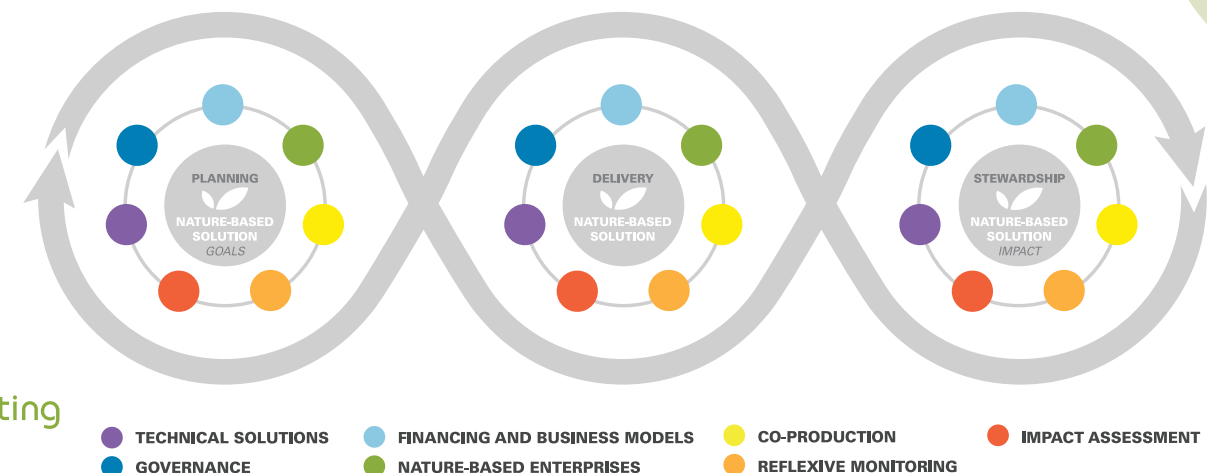 PLANNING
NATURE-BASED
SOLUTION
GOALS
DELIVERY
NATURE-BASED
SOLUTION
STEWARDSHIP
NATURE-BASED
SOLUTION
IMPACT
ting
TECHNICAL SOLUTIONS
FINANCING AND BUSINESS MODELS
CO-PRODUCTION
IMPACT ASSESSMENT
GOVERNANCE
NATURE-BASED ENTERPRISES
REFLEXIVE MONITORING